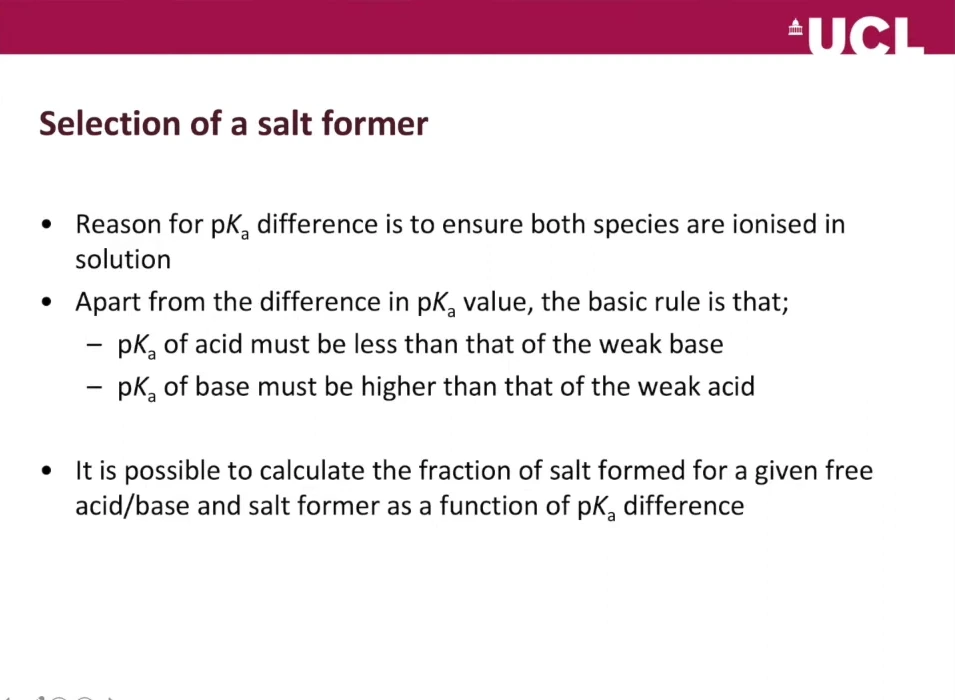 UCL
Selection of a salt former
• Reason for pKa difference is to ensure both species are ionised in
solution
• Apart from the difference in pKa value, the basic rule is that;
– pKa of acid must be less than that of the weak base
– pKa of base must be higher than that of the weak acid
• It is possible to calculate the fraction of salt formed for a given free
acid/base and salt former as a function of pKa difference